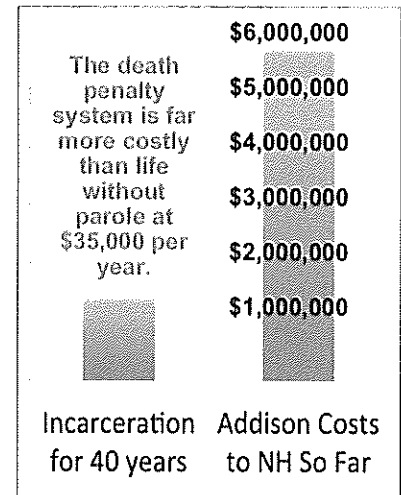 The death
penalty
system is far
more costly
than life
without
parole at
$35,000 per
year.
$6,000,000
$5,000,000
$4,000,000
$3,000,000
$2,000,000
$1,000,000
Incarceration
for 40 years
Addison Costs
to NH So Far